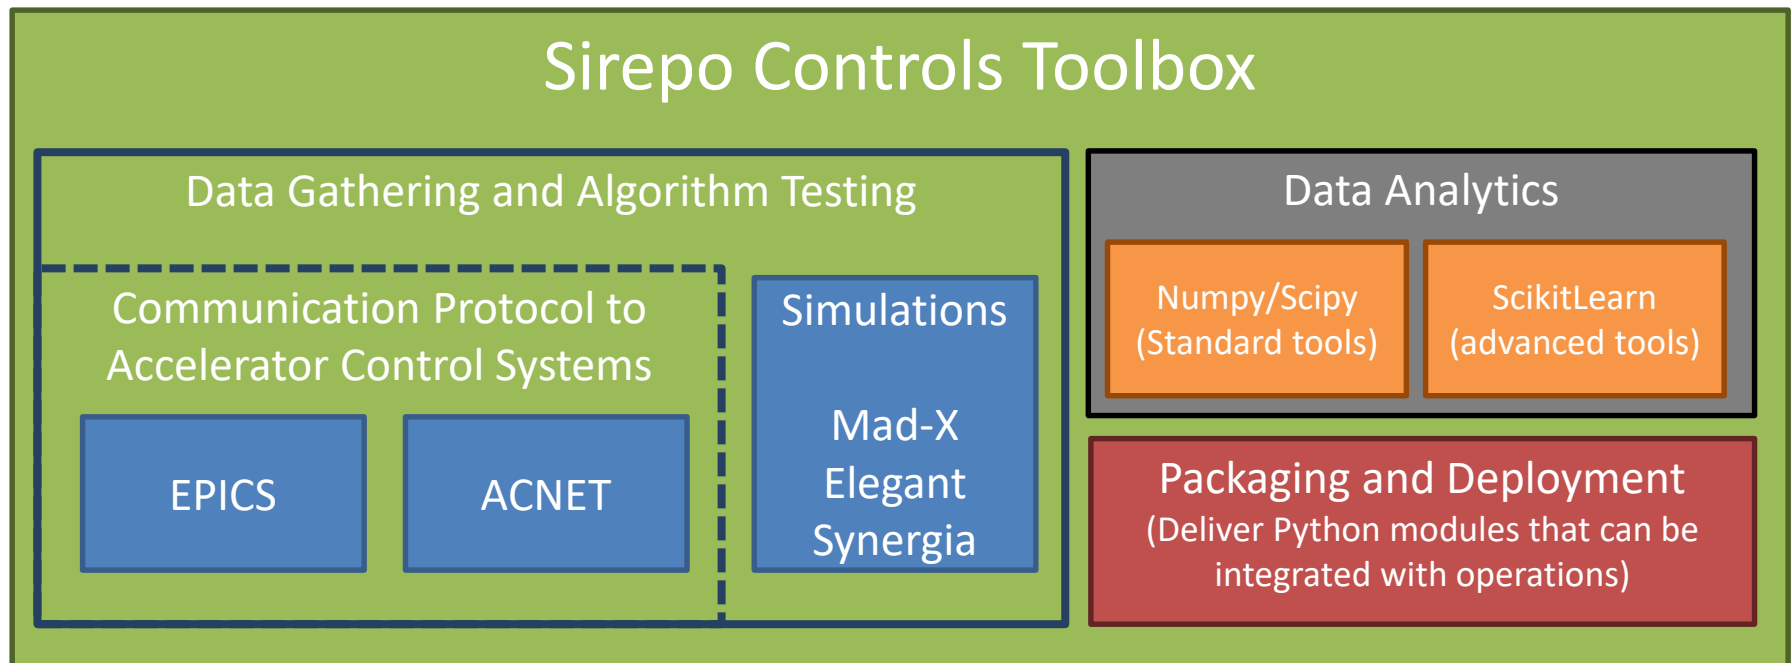 Sirepo Controls Toolbox
Data Gathering and Algorithm Testing
Communication Protocol to
Accelerator Control Systems
EPICS
ACNET
Simulations
Mad-X
Elegant
Synergia
Data Analytics
Numpy/Scipy
(Standard tools)
ScikitLearn
(advanced tools)
Packaging and Deployment
(Deliver Python modules that can be
integrated with operations)